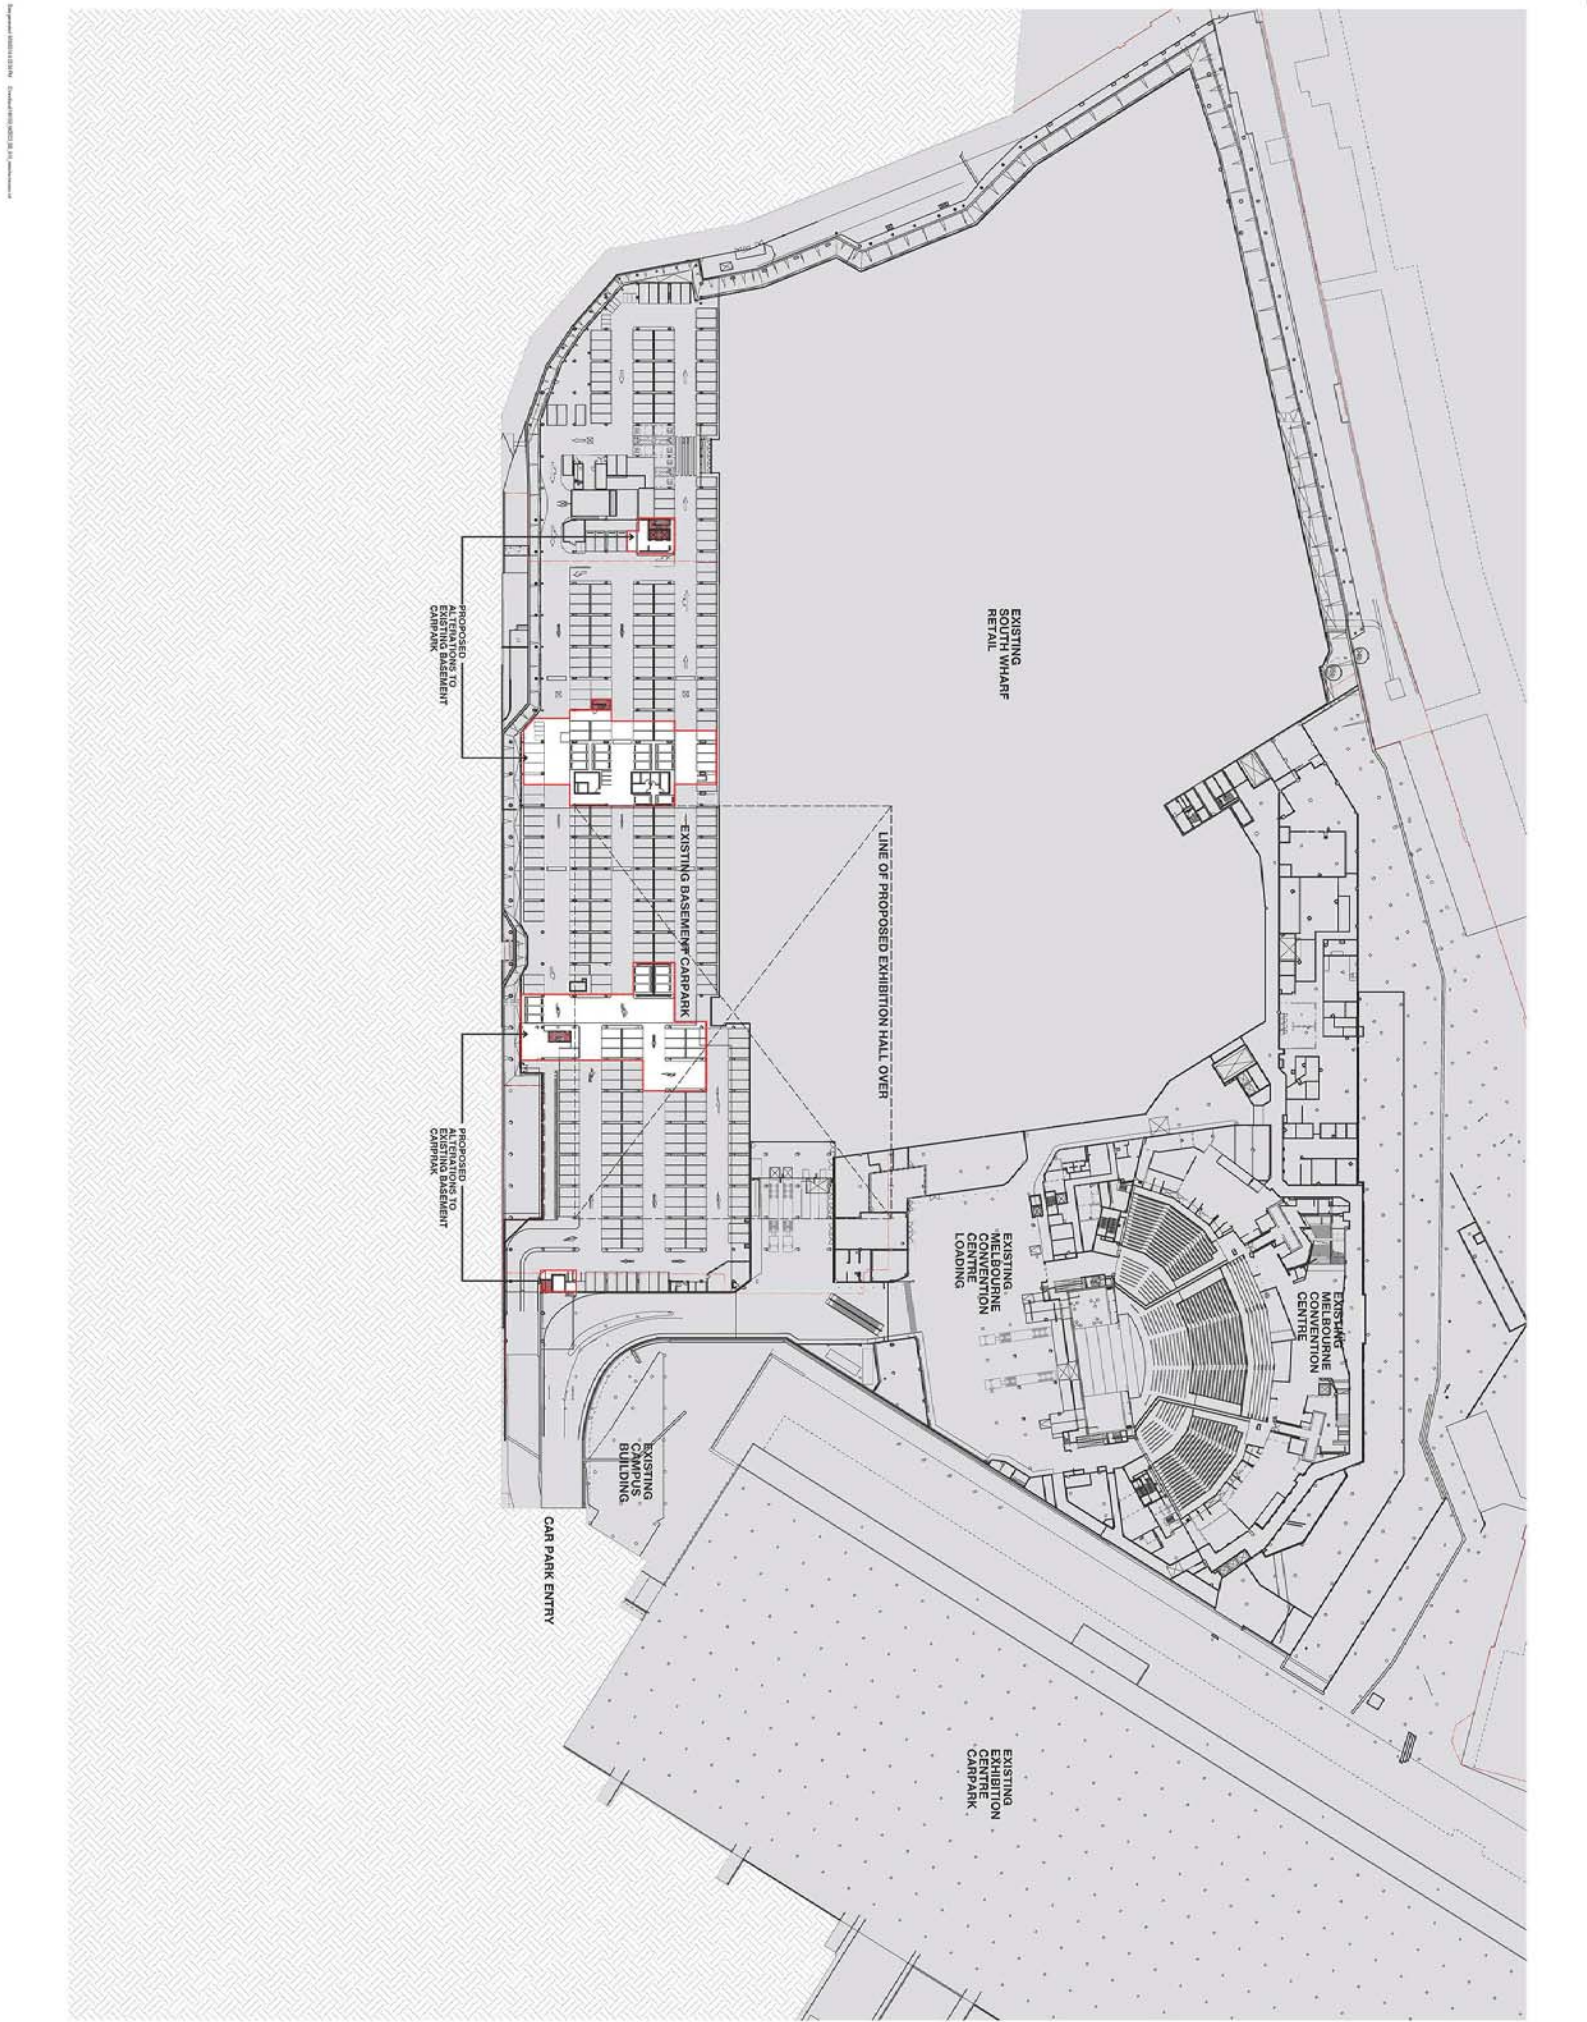 EXISTING
SOUTH WHARF
RETAIL
PROPOSED
ALTERATIONS TO
EXISTING BASEMENT
CARPARK
EXISTING BASEMENT CARPARK
LINE OF PROPOSED EXHIBITION HALL OVER
PROPOSED
ALTERATIONS TO
EXISTING BASEMENT
CARPRAK
EXISTING
MELBOURNE
CONVENTION
CENTRE
LOADING
EXISTING
MELBOURNE
CONVENTION
CENTRE
EXISTING
CAMPUS
BUILDING
CAR PARK ENTRY
EXISTING
EXHIBITION
CENTRE
CARPARK